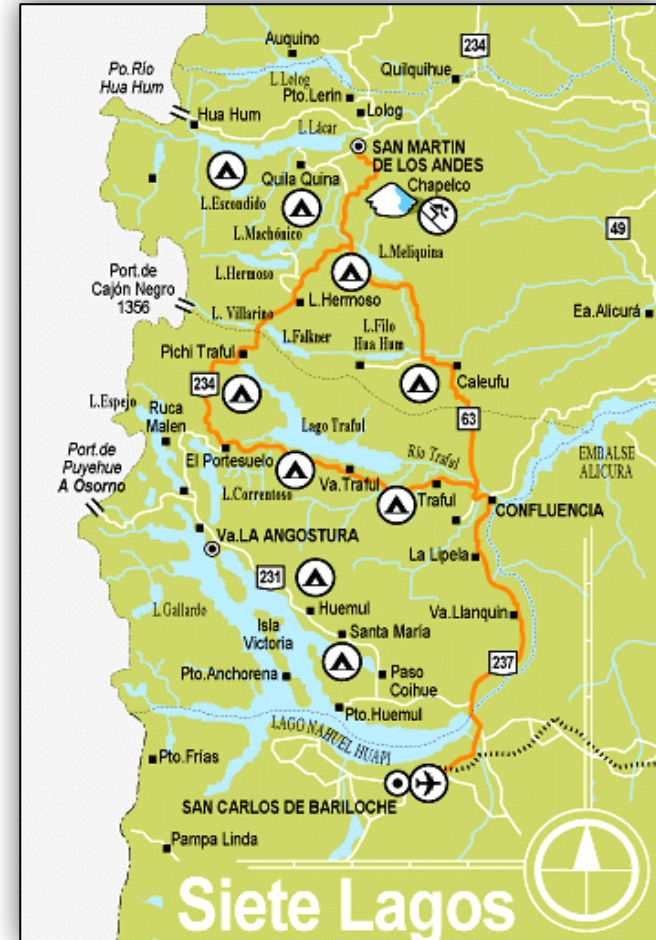 Auquino
234
Po.Río
Hua Hum
L.Lolog
Quilquihue
Pto.Lerin
Lolog
Hua Hum
L.Lácar
SAN MARTIN
DE LOS ANDES
Quila Quina
Chapelco
L.Escondido
L.Machónico
49
L.Meliquina
L.Hermoso
Port.de
Cajón Negro
1356
L.Hermoso
L. Villarino
Ea.Alicurá
L.Falkner
L.Filo
Hua Hum
Pichi Traful
Caleufu
234
L.Espejo
Ruca
Malen
63
Lago Traful
Port.de
Puyehue
A Osorno
El Portesuelo
Río Traful
EMBALSE
ALICURA
Va.Traful
L.Correntoso
Traful
CONFLUENCIA
Va.LA ANGOSTURA
La Lipela
231
L.Gallardo
Huemul
Isla
Victoria
Va.Llanquin
Santa María
237
Pto.Anchorena
Paso
Coihue
Pto.Huemul
LAGO NAHUEL HUAPI
Pto.Frías
SAN CARLOS DE BARILOCHE
Pampa Linda
Siete Lagos